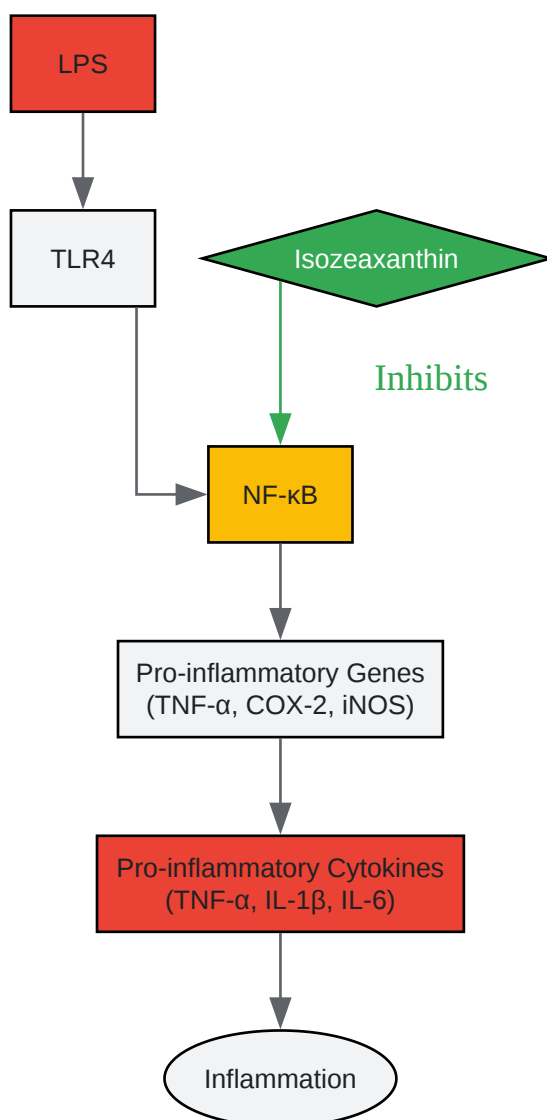 LPS
TLR4
Isozeaxanthin
Inhibits
NF-κB
Pro-inflammatory Genes
(TNF-α, COX-2, iNOS)
Pro-inflammatory Cytokines
(TNF-α, IL-1β, IL-6)
Inflammation